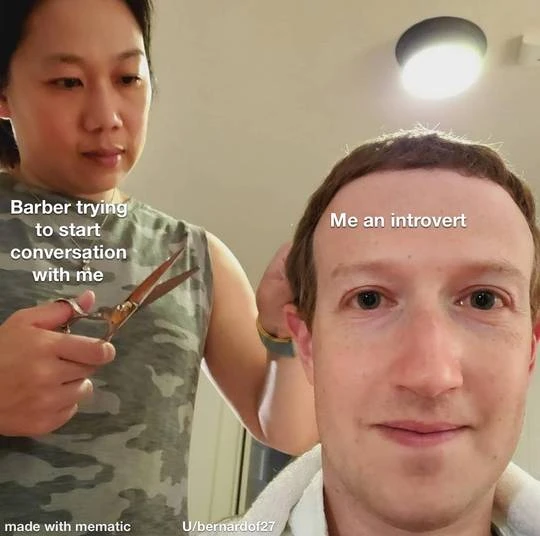 Barber trying
to start
conversation
with me
Me an introvert
made with mematic
U/bernardof27